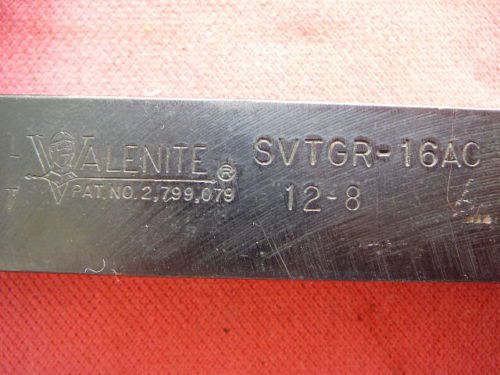 VALENITE® SVTGR-16AC
PAT. NO. 2,799,079 12-8